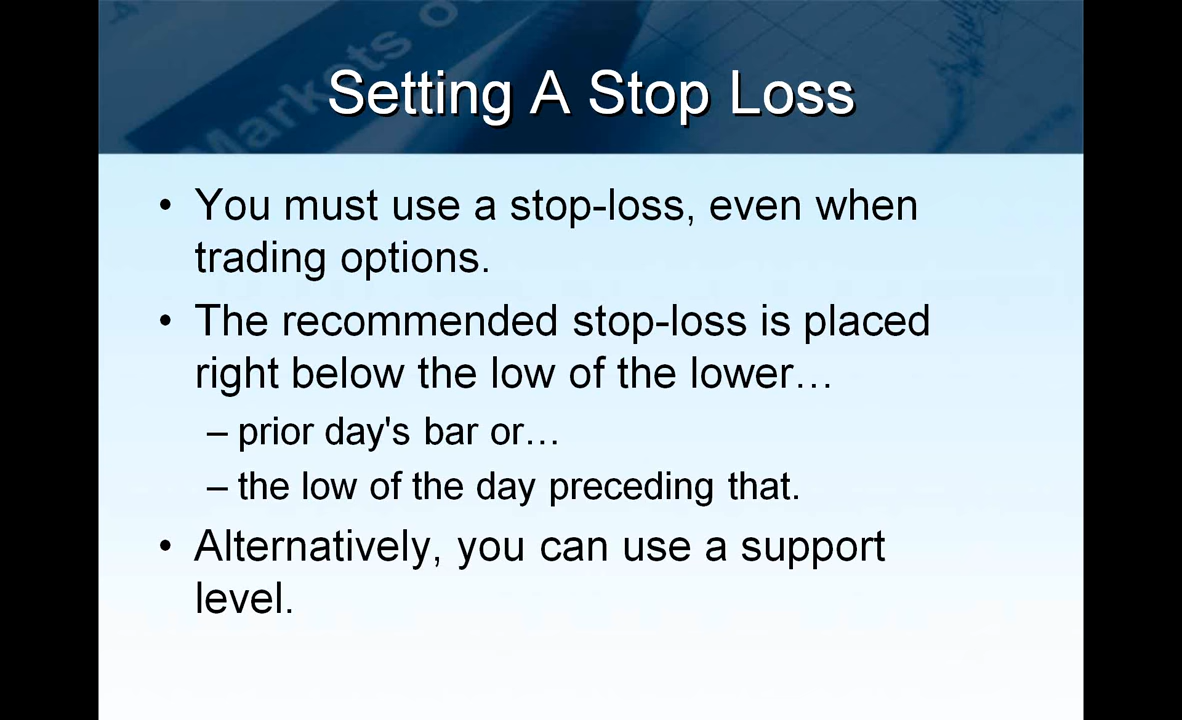 Markets o
Setting A Stop Loss
• You must use a stop-loss, even when
trading options.
• The recommended stop-loss is placed
right below the low of the lower…
– prior day's bar or…
– the low of the day preceding that.
• Alternatively, you can use a support
level.